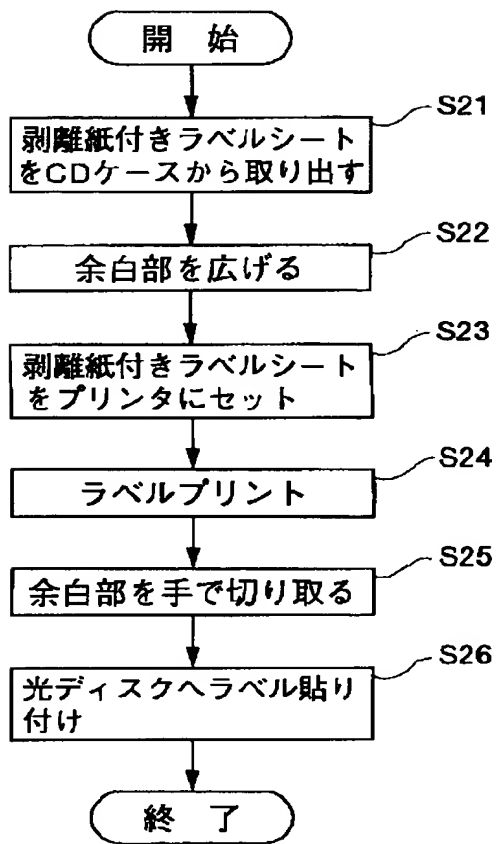 開 始
S21
剥離紙付きラベルシート
をCDケースから取り出す
S22
余白部を広げる
S23
剥離紙付きラベルシート
をプリンタにセット
S24
ラベルプリント
S25
余白部を手で切り取る
S26
光ディスクへラベル貼り
付け
終 了